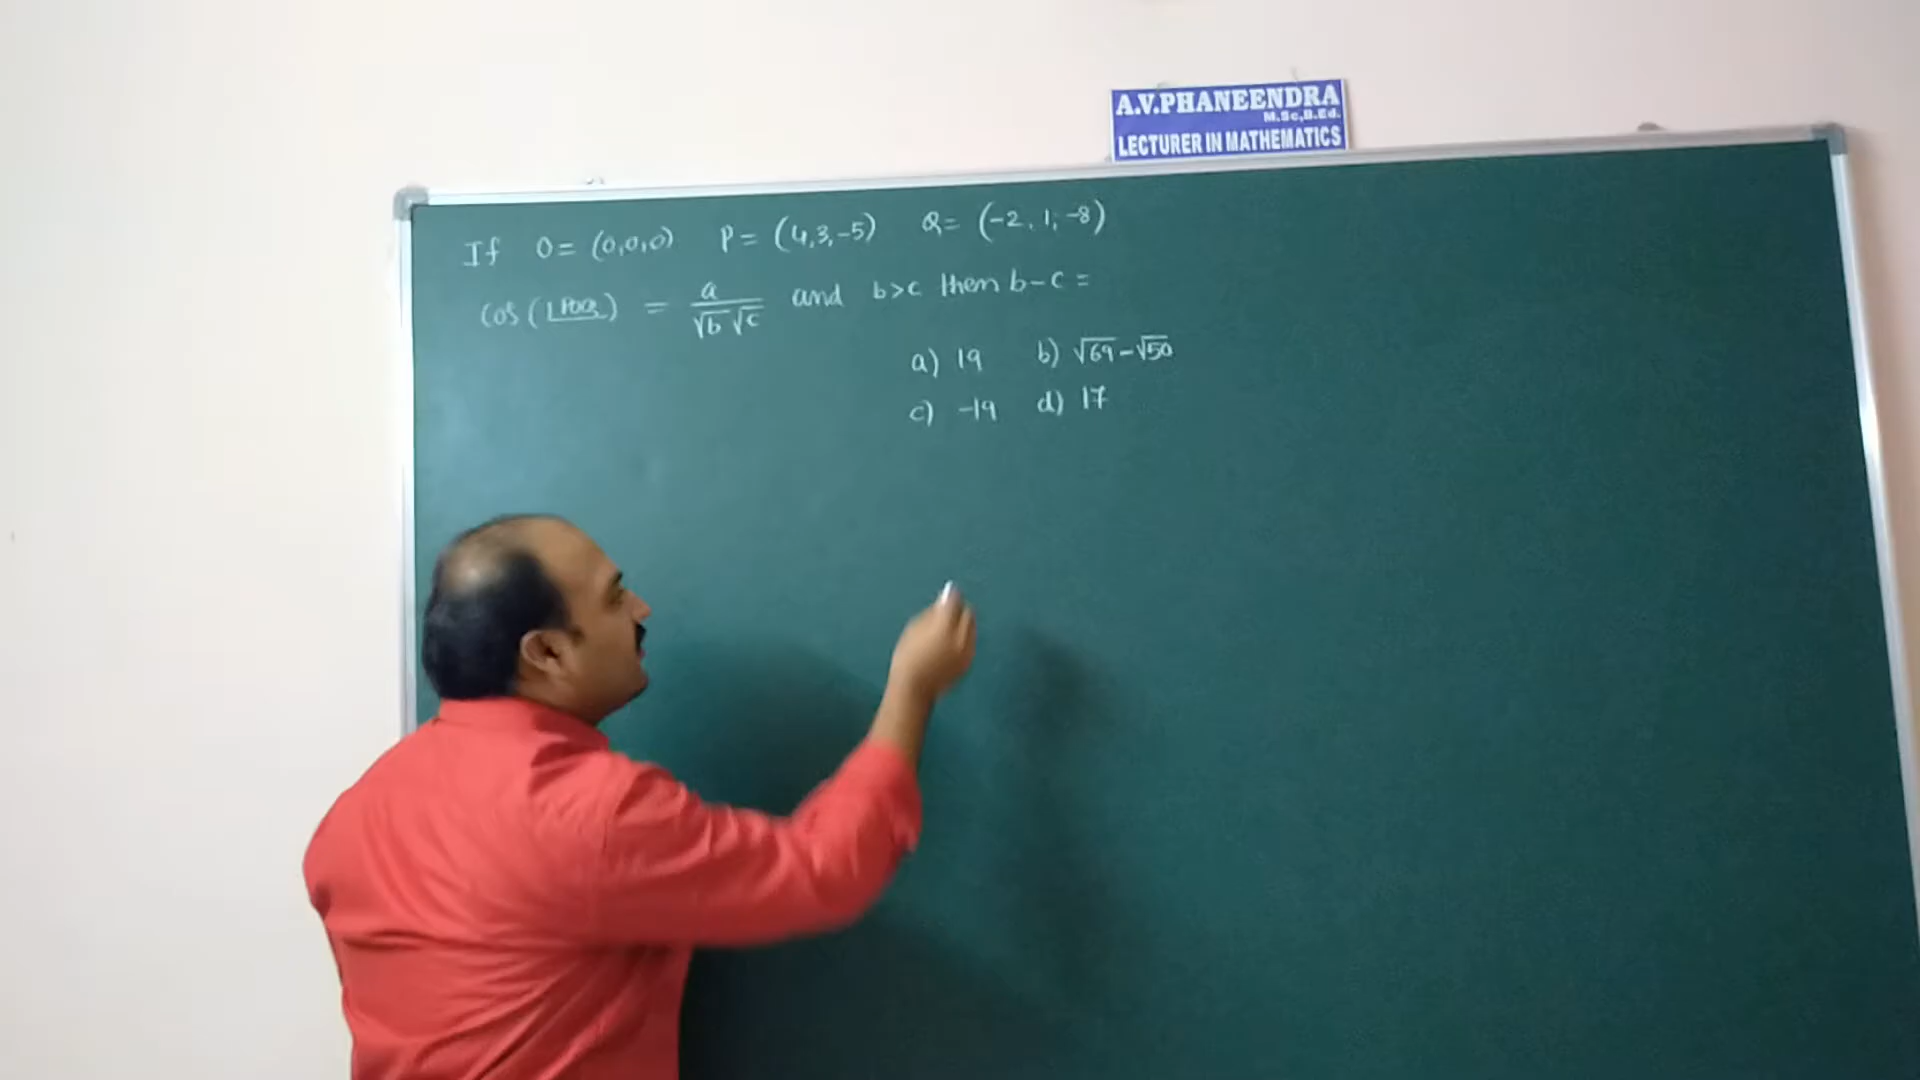 A.V.PHANEENDRA
M.Sc,B.Ed.
LECTURER IN MATHEMATICS
If O = (0,0,0) P = (4,3,-5) Q = (-2,1,-8)
cos (∠POQ) = a/√b√c and b>c then b-c =
a) 19 b) √69-√50
c) -19 d) 17